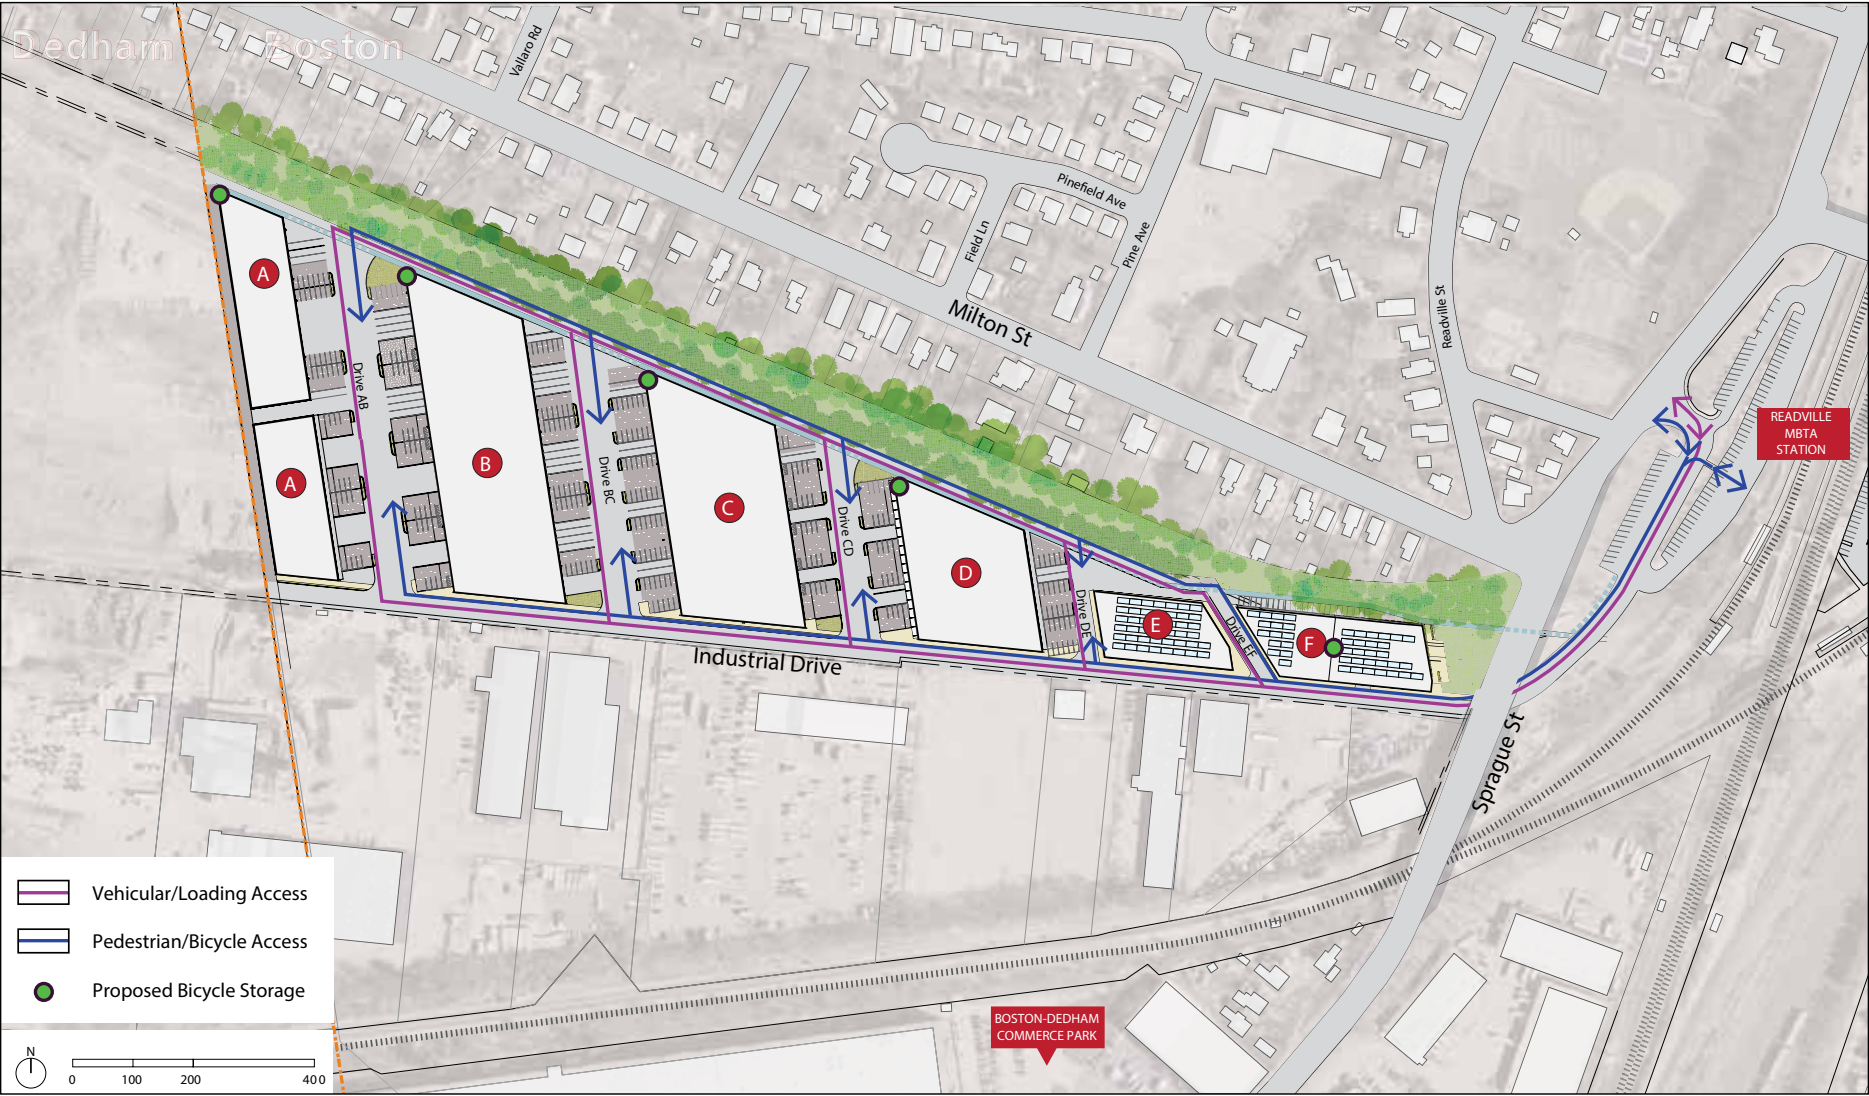 Dedham
Boston
Vallaro Rd
Pinefield Ave
Field Ln
Pine Ave
Milton St
Readville St
READVILLE
MBTA
STATION
A
A
B
C
D
E
F
Drive AB
Drive BC
Drive CD
Drive DE
Drive EF
Industrial Drive
Sprague St
BOSTON-DEDHAM
COMMERCE PARK
Vehicular/Loading Access
Pedestrian/Bicycle Access
Proposed Bicycle Storage
N
0 100 200 400